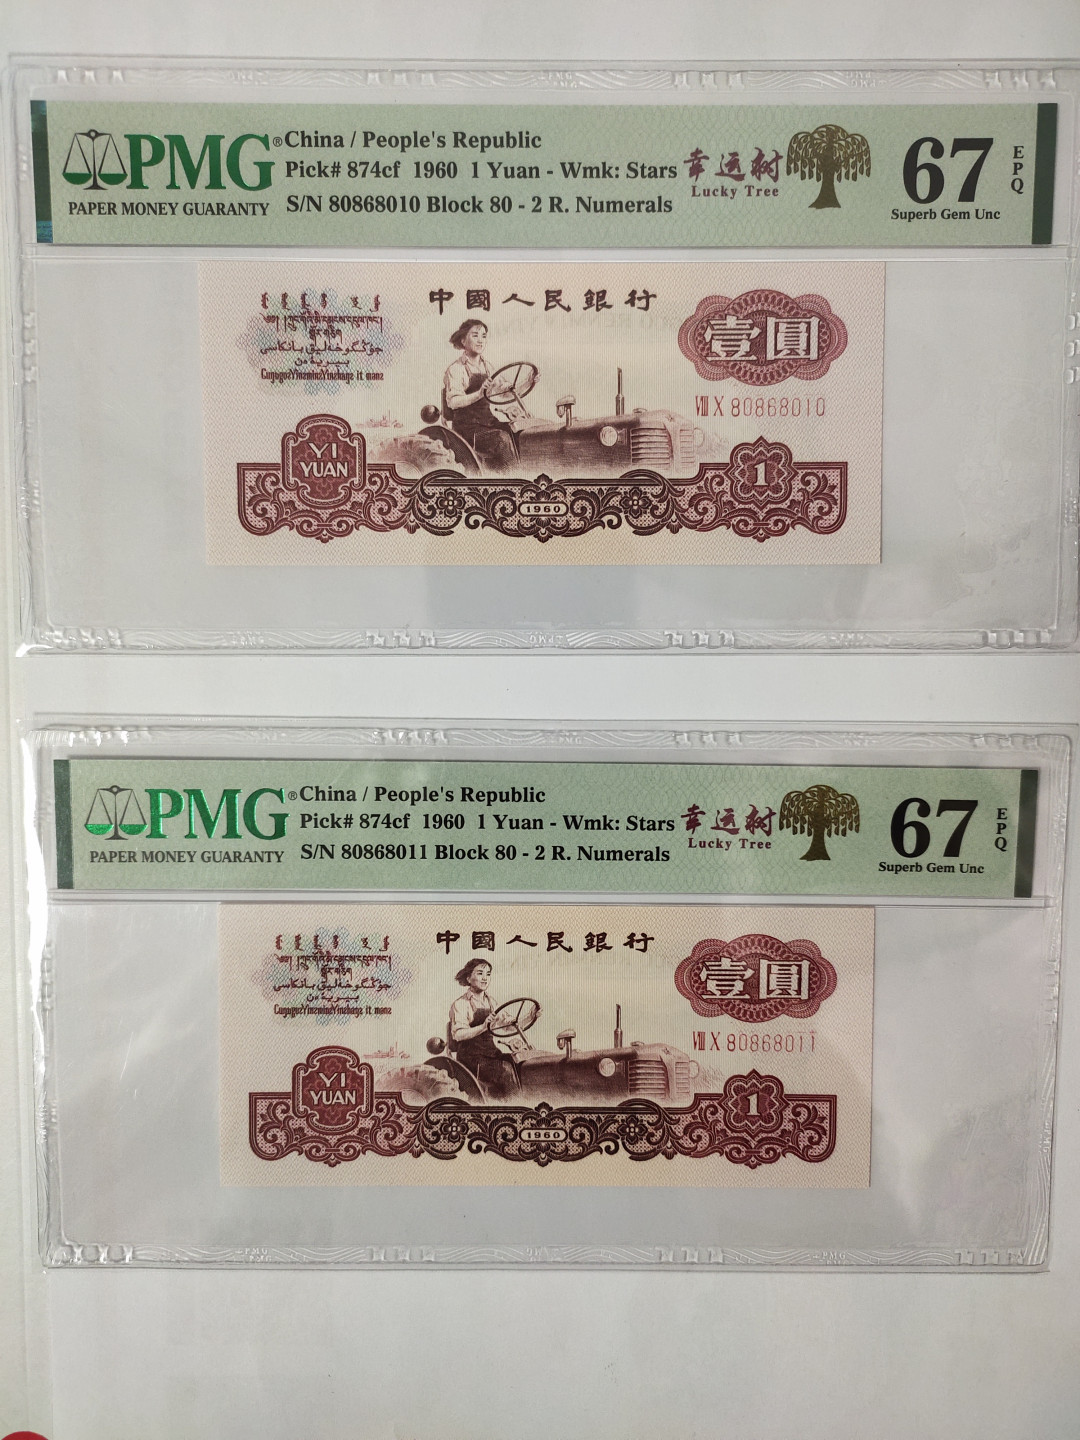 PMG®
PAPER MONEY GUARANTY
China / People's Republic
Pick# 874cf 1960 1 Yuan - Wmk: Stars
S/N 80868010 Block 80 - 2 R. Numerals
幸运树
Lucky Tree
67
EPQ
Superb Gem Unc
中國人民銀行
壹圓
VIII X 80868010
YI
YUAN
1960
1
PMG®
PAPER MONEY GUARANTY
China / People's Republic
Pick# 874cf 1960 1 Yuan - Wmk: Stars
S/N 80868011 Block 80 - 2 R. Numerals
幸运树
Lucky Tree
67
EPQ
Superb Gem Unc
中國人民銀行
壹圓
VIII X 80868011
YI
YUAN
1960
1